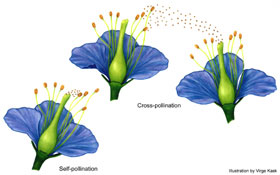 Cross-pollination
Self-pollination
Illustration by Virge Kask